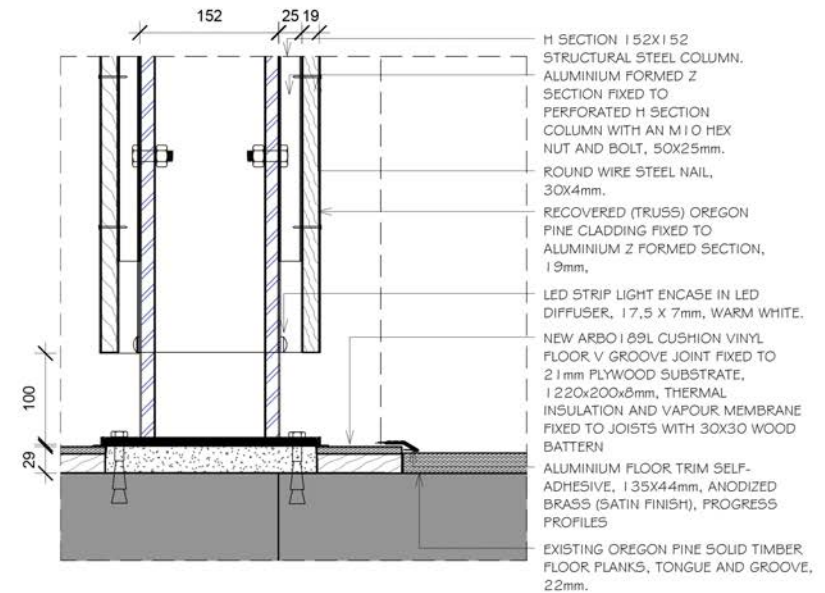 152
25
19
H SECTION 152X152
STRUCTURAL STEEL COLUMN.
ALUMINIUM FORMED Z
SECTION FIXED TO
PERFORATED H SECTION
COLUMN WITH AN M10 HEX
NUT AND BOLT, 50X25mm.
ROUND WIRE STEEL NAIL,
30X4mm.
RECOVERED (TRUSS) OREGON
PINE CLADDING FIXED TO
ALUMINIUM Z FORMED SECTION,
19mm,
LED STRIP LIGHT ENCASE IN LED
DIFFUSER, 17,5 X 7mm, WARM WHITE.
NEW ARBO189L CUSHION VINYL
FLOOR V GROOVE JOINT FIXED TO
21mm PLYWOOD SUBSTRATE,
1220x200x8mm, THERMAL
INSULATION AND VAPOUR MEMBRANE
FIXED TO JOISTS WITH 30X30 WOOD
BATTERN
ALUMINIUM FLOOR TRIM SELF-
ADHESIVE, 135X44mm, ANODIZED
BRASS (SATIN FINISH), PROGRESS
PROFILES
EXISTING OREGON PINE SOLID TIMBER
FLOOR PLANKS, TONGUE AND GROOVE,
22mm.
100
29